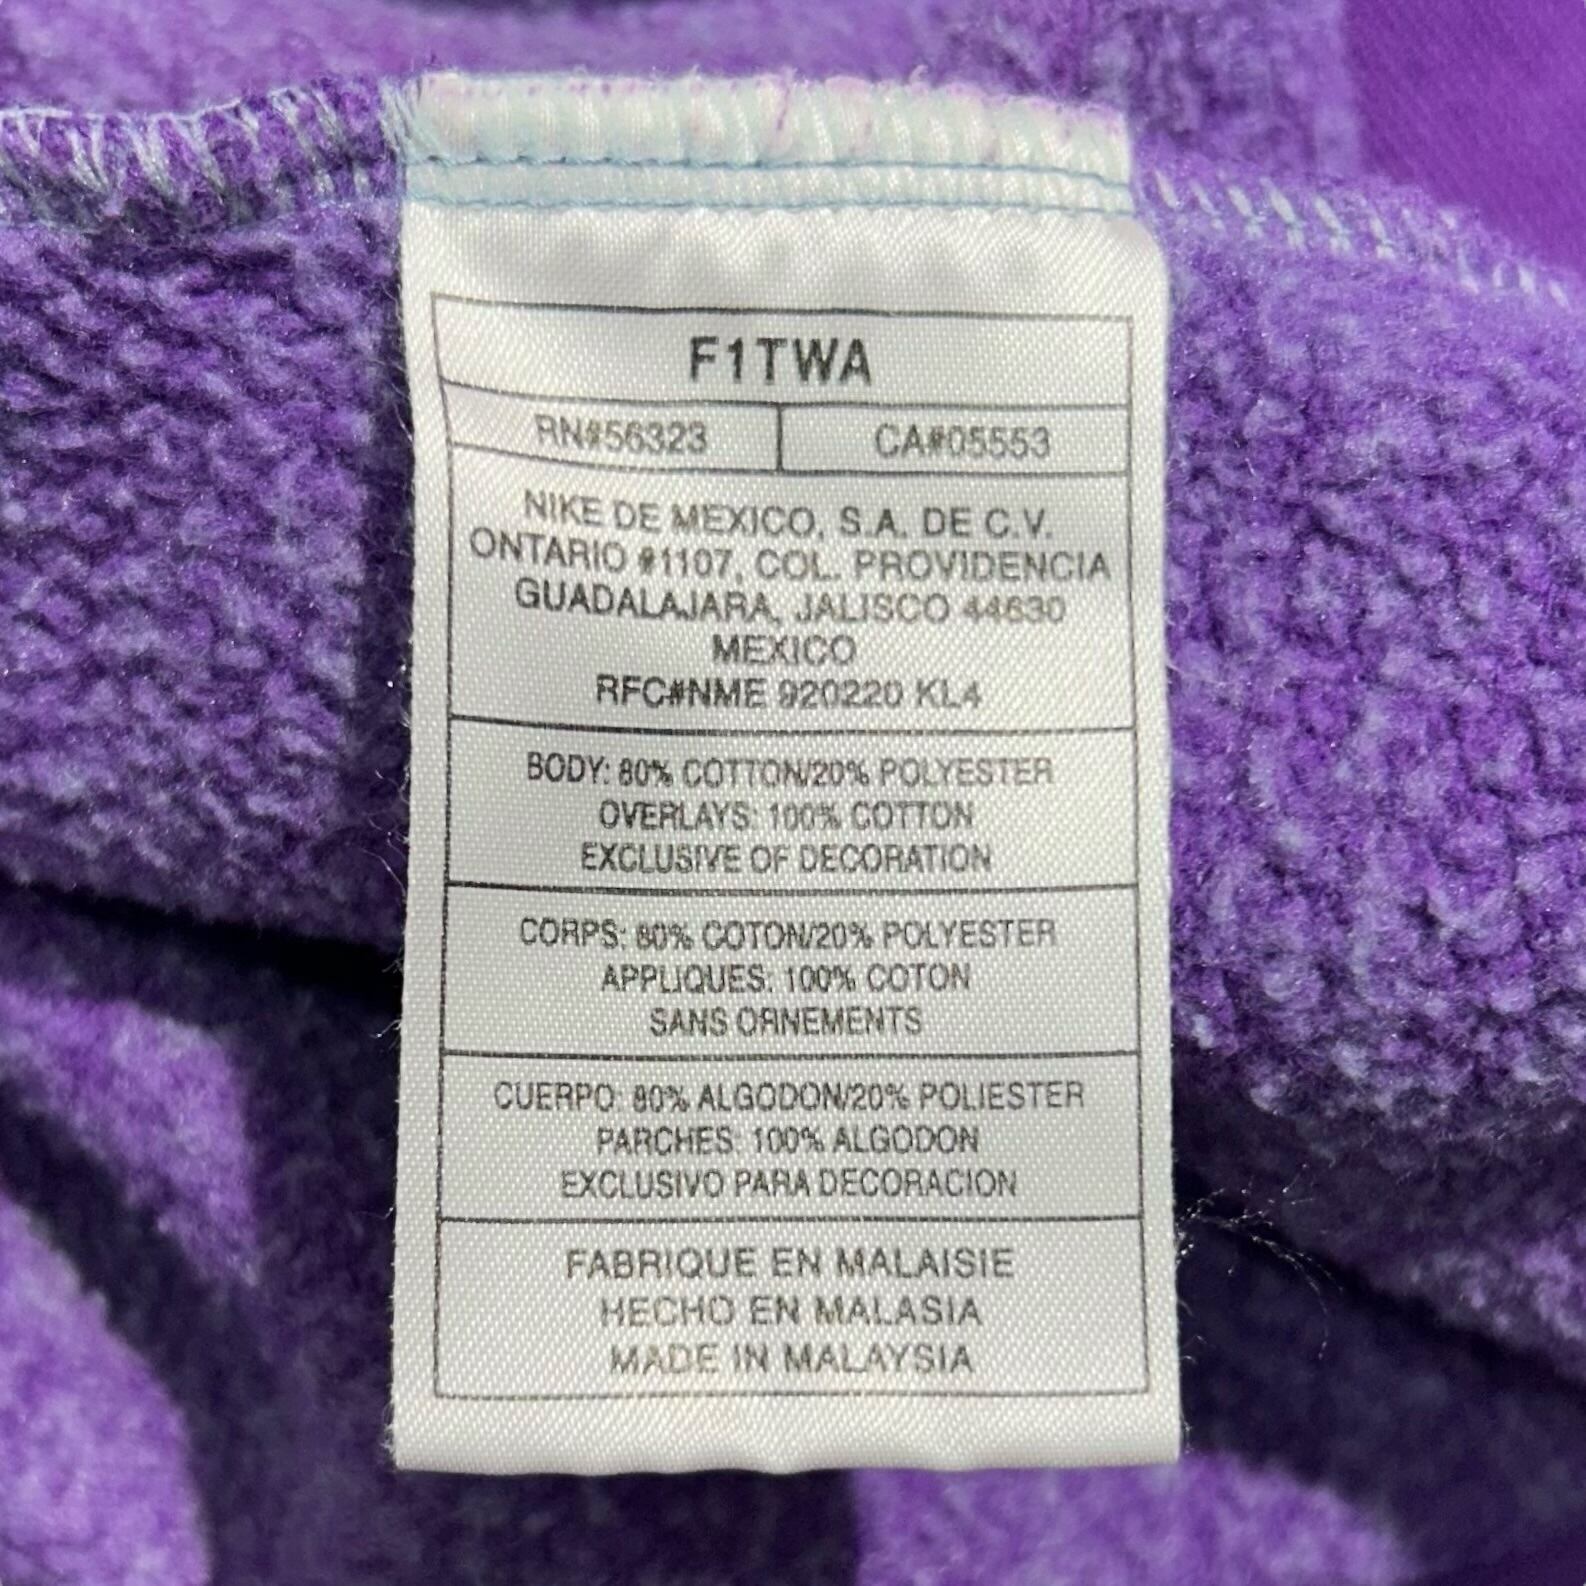 F1TWA
RN#56323 CA#05553
NIKE DE MEXICO, S.A. DE C.V.
ONTARIO #1107, COL. PROVIDENCIA
GUADALAJARA, JALISCO 44630
MEXICO
RFC#NME 920220 KL4
BODY: 80% COTTON/20% POLYESTER
OVERLAYS: 100% COTTON
EXCLUSIVE OF DECORATION
CORPS: 80% COTON/20% POLYESTER
APPLIQUES: 100% COTON
SANS ORNEMENTS
CUERPO: 80% ALGODON/20% POLIESTER
PARCHES: 100% ALGODON
EXCLUSIVO PARA DECORACION
FABRIQUE EN MALAISIE
HECHO EN MALASIA
MADE IN MALAYSIA